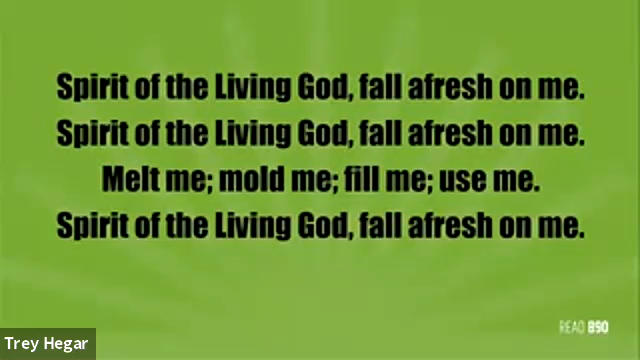 Spirit of the Living God, fall afresh on me.
Spirit of the Living God, fall afresh on me.
Melt me; mold me; fill me; use me.
Spirit of the Living God, fall afresh on me.
READ 890
Trey Hegar